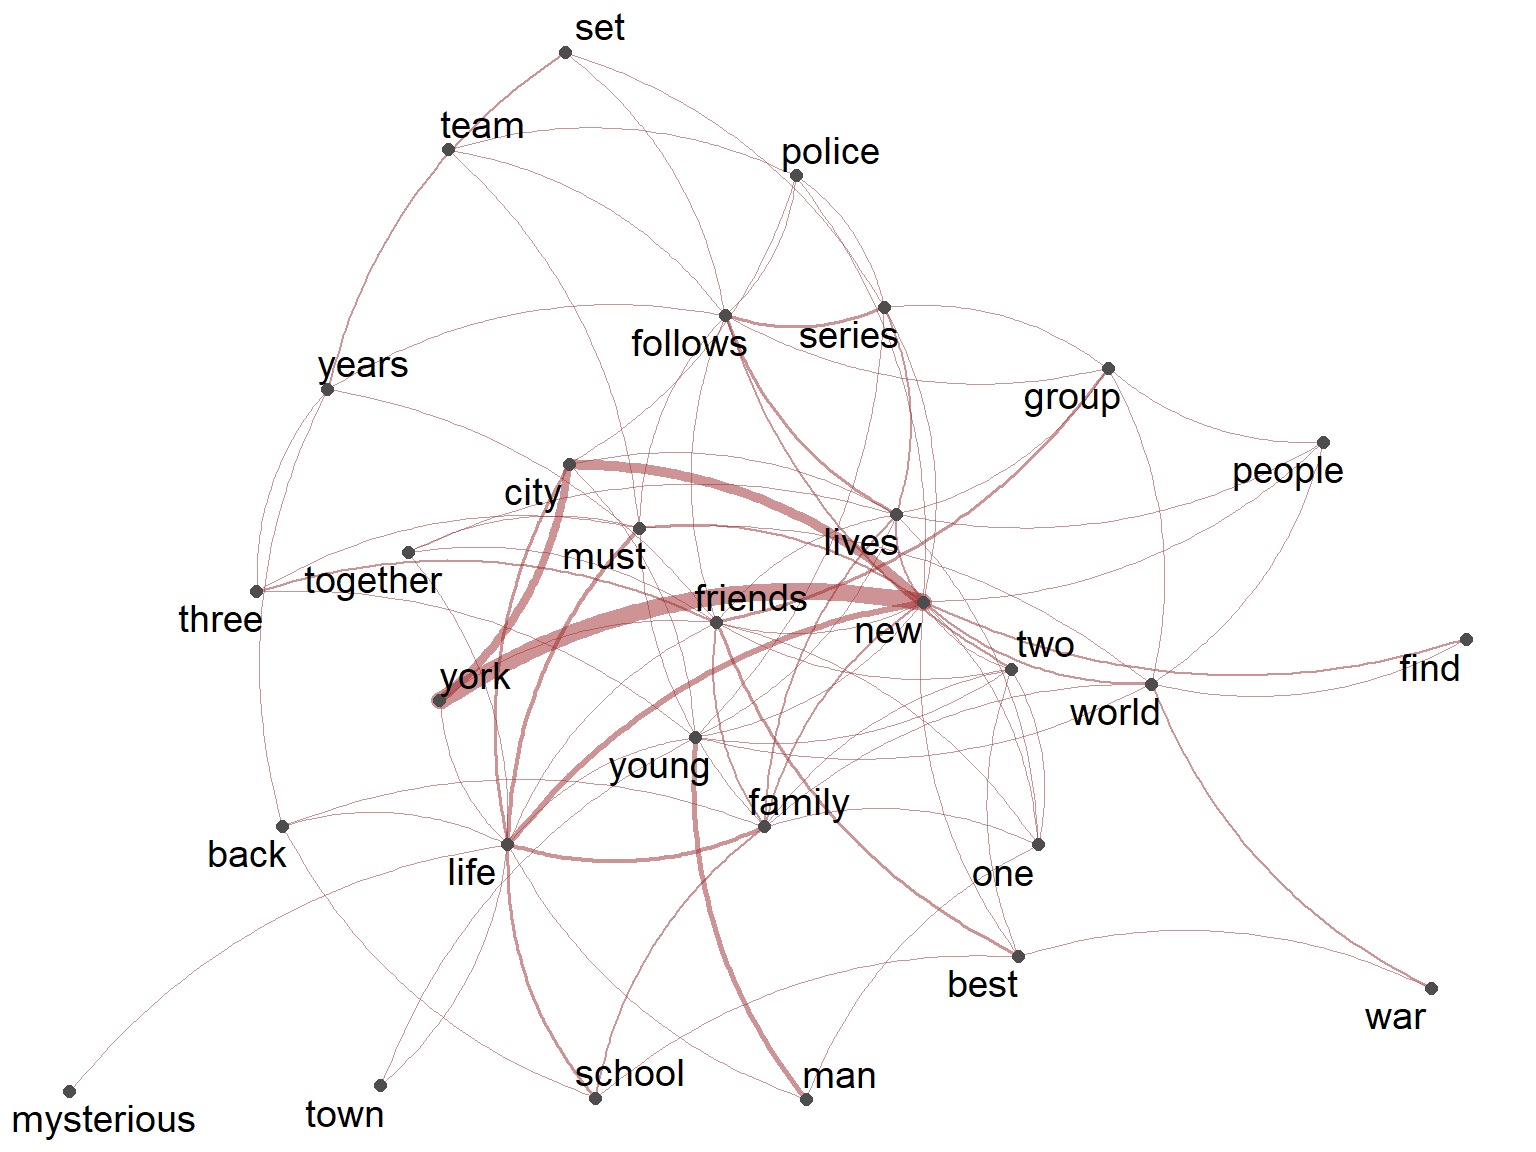 set
team
police
follows
series
years
group
people
city
must
lives
together
three
friends
new
two
york
find
world
young
family
back
life
one
best
war
school
man
mysterious
town